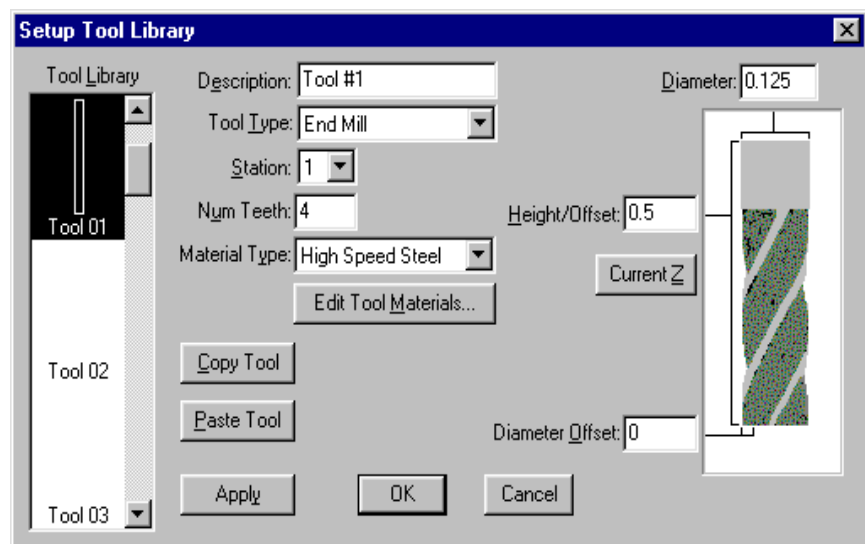 Setup Tool Library
Tool Library
Tool 01
Tool 02
Tool 03
Description: Tool #1
Tool Type: End Mill
Station: 1
Num Teeth: 4
Material Type: High Speed Steel
Edit Tool Materials...
Copy Tool
Paste Tool
Apply
OK
Cancel
Diameter: 0.125
Height/Offset: 0.5
Current Z
Diameter Offset: 0